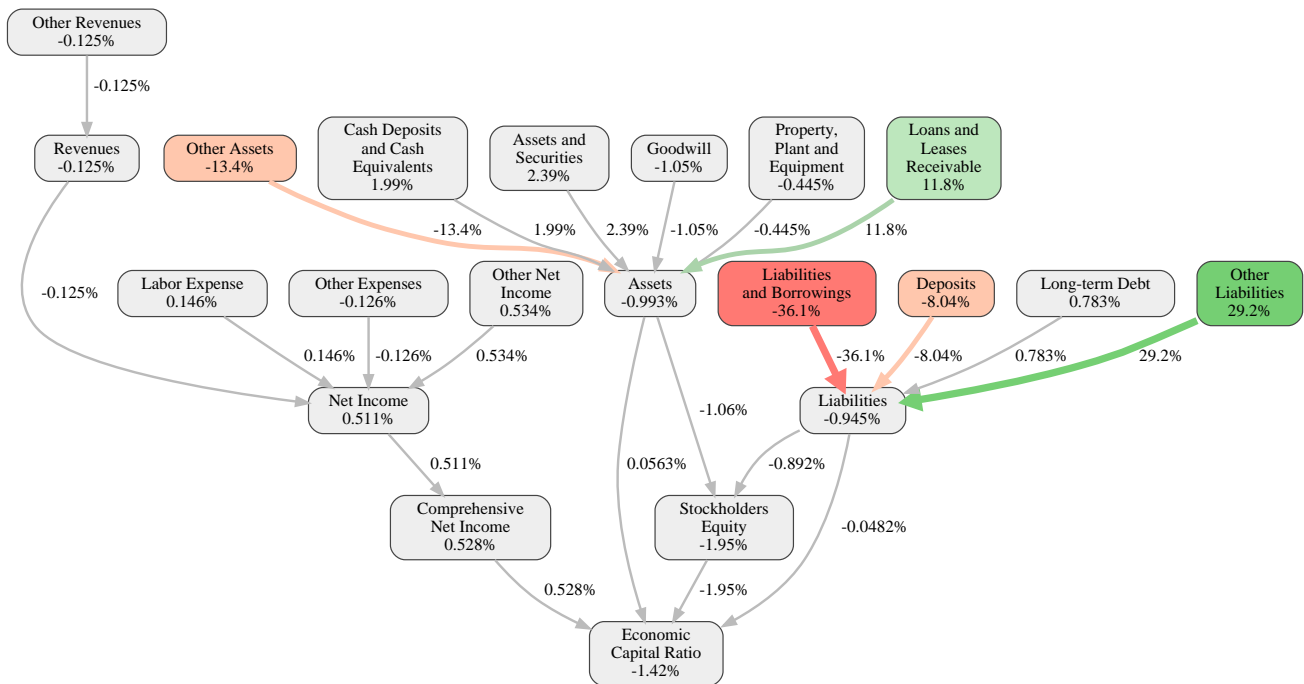 Other Revenues
-0.125%
-0.125%
Revenues
-0.125%
Other Assets
-13.4%
Cash Deposits
and Cash
Equivalents
1.99%
Assets and
Securities
2.39%
Goodwill
-1.05%
Property,
Plant and
Equipment
-0.445%
Loans and
Leases
Receivable
11.8%
-13.4%
1.99%
2.39%
-1.05%
-0.445%
11.8%
-0.125%
Labor Expense
0.146%
Other Expenses
-0.126%
Other Net
Income
0.534%
Assets
-0.993%
Liabilities
and Borrowings
-36.1%
Deposits
-8.04%
Long-term Debt
0.783%
Other
Liabilities
29.2%
0.146%
-0.126%
0.534%
-36.1%
-8.04%
0.783%
29.2%
Net Income
0.511%
-1.06%
Liabilities
-0.945%
0.511%
0.0563%
-0.892%
Comprehensive
Net Income
0.528%
Stockholders
Equity
-1.95%
-0.0482%
0.528%
-1.95%
Economic
Capital Ratio
-1.42%